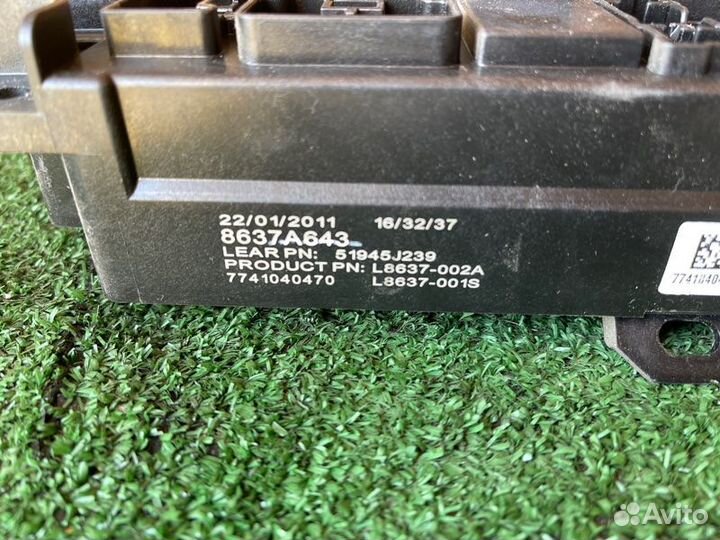 22/01/2011 16/32/37
8637A643
LEAR PN: 51945J239
PRODUCT PN: L8637-002A
7741040470 L8637-001S
Avito